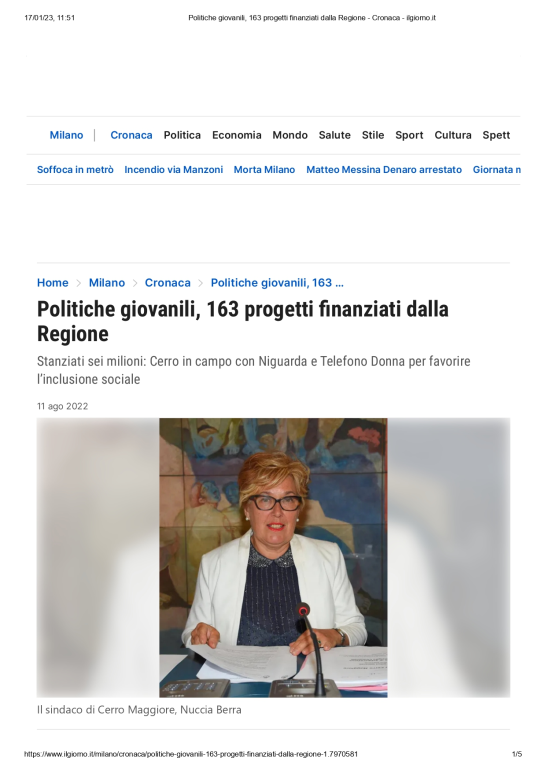 17/01/23, 11:51
Politiche giovanili, 163 progetti finanziati dalla Regione - Cronaca - ilgiorno.it
Milano | Cronaca Politica Economia Mondo Salute Stile Sport Cultura Spett
Soffoca in metrò Incendio via Manzoni Morta Milano Matteo Messina Denaro arrestato Giornata n
Home > Milano > Cronaca > Politiche giovanili, 163 ...
Politiche giovanili, 163 progetti finanziati dalla
Regione
Stanziati sei milioni: Cerro in campo con Niguarda e Telefono Donna per favorire
l'inclusione sociale
11 ago 2022
Il sindaco di Cerro Maggiore, Nuccia Berra
https://www.ilgiorno.it/milano/cronaca/politiche-giovanili-163-progetti-finanziati-dalla-regione-1.7970581
1/5